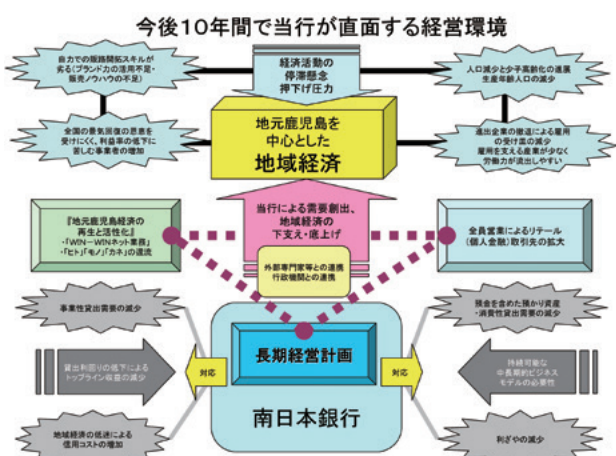 今後10年間で当行が直面する経営環境
自力での販路開拓スキルが
劣る(ブランド力の活用不足・
販売ノウハウの不足)
経済活動の
停滞懸念
押下げ圧力
人口減少と少子高齢化の進展
生産年齢人口の減少
全国の景気回復の恩恵を
受けにくく、利益率の低下に
苦しむ事業者の増加
地元鹿児島を
中心とした
地域経済
進出企業の撤退による雇用
の受け皿の減少
雇用を支える産業が少なく
労働力が流出しやすい
『地元鹿児島経済の
再生と活性化』
・「WIN-WINネット業務」
・「ヒト」「モノ」「カネ」の還流
当行による需要創出、
地域経済の
下支え・底上げ
全員営業によるリテール
(個人金融)取引先の拡大
外部専門家等との連携
行政機関との連携
事業性貸出需要の減少
預金を含めた預かり資産
・消費性貸出需要の減少
長期経営計画
貸出利回りの低下による
トップライン収益の減少
対応
対応
持続可能な
中長期的ビジネス
モデルの必要性
南日本銀行
地域経済の低迷による
信用コストの増加
利ざやの減少